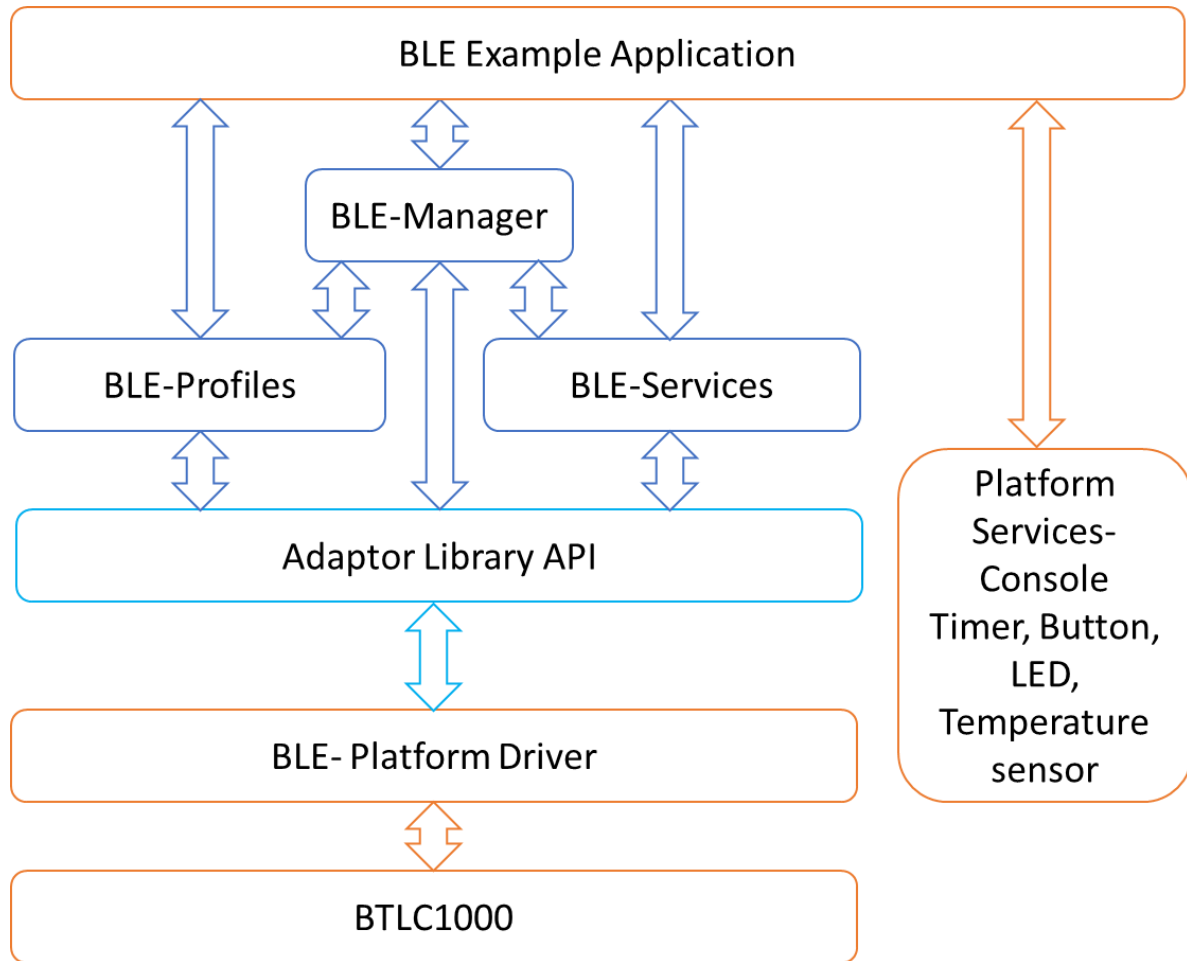 BLE Example Application
BLE-Manager
BLE-Profiles
BLE-Services
Adaptor Library API
BLE- Platform Driver
BTLC1000
Platform
Services-
Console
Timer, Button,
LED,
Temperature
sensor